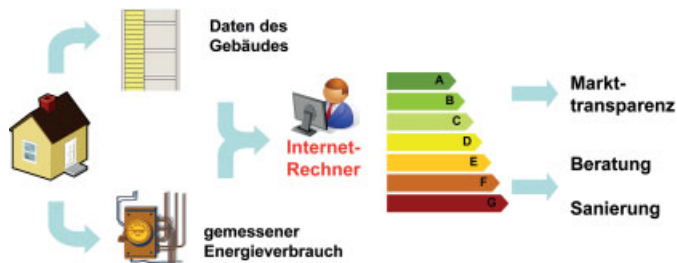 Daten des
Gebäudes
gemessener
Energieverbrauch
Internet-
Rechner
A
B
C
D
E
F
G
Markt-
transparenz
Beratung
Sanierung